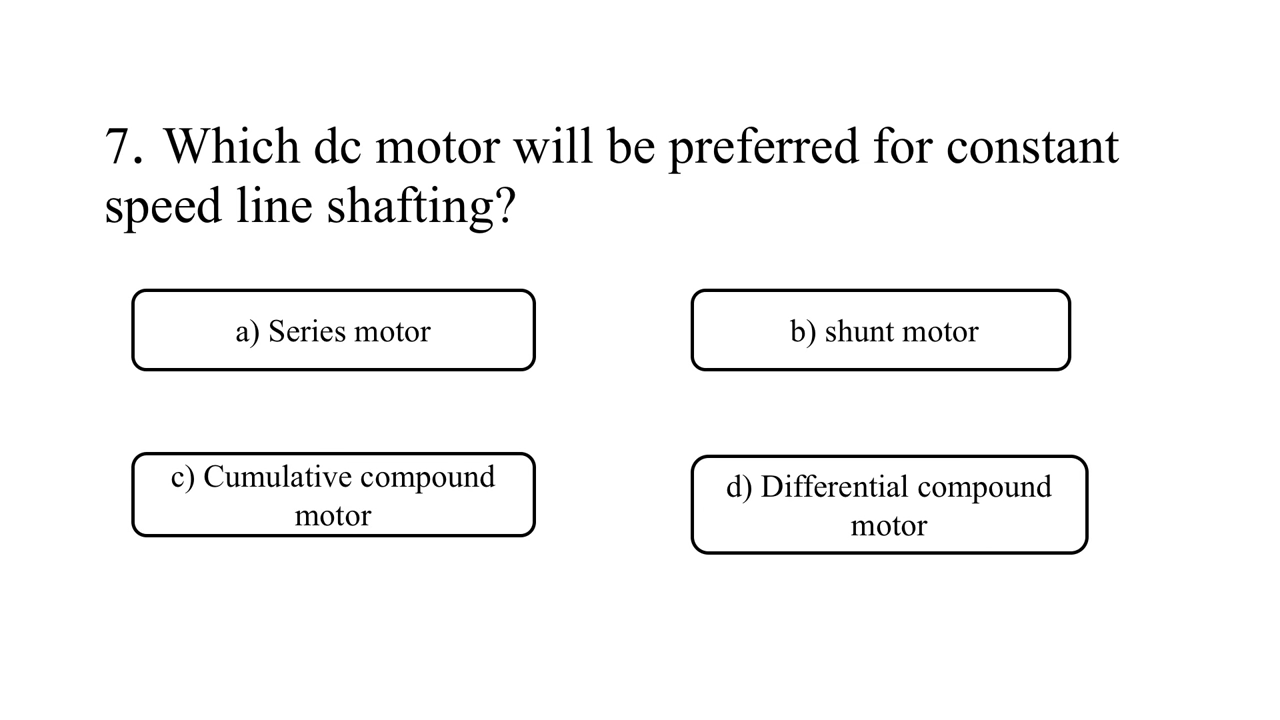 7. Which dc motor will be preferred for constant
speed line shafting?
a) Series motor
b) shunt motor
c) Cumulative compound
motor
d) Differential compound
motor